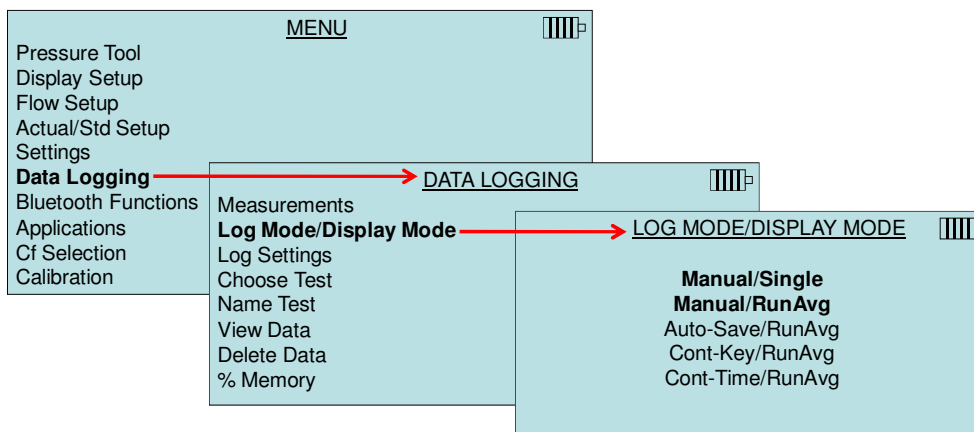 MENU
Pressure Tool
Display Setup
Flow Setup
Actual/Std Setup
Settings
Data Logging
Bluetooth Functions
Applications
Cf Selection
Calibration
DATA LOGGING
Measurements
Log Mode/Display Mode
Log Settings
Choose Test
Name Test
View Data
Delete Data
% Memory
LOG MODE/DISPLAY MODE
Manual/Single
Manual/RunAvg
Auto-Save/RunAvg
Cont-Key/RunAvg
Cont-Time/RunAvg